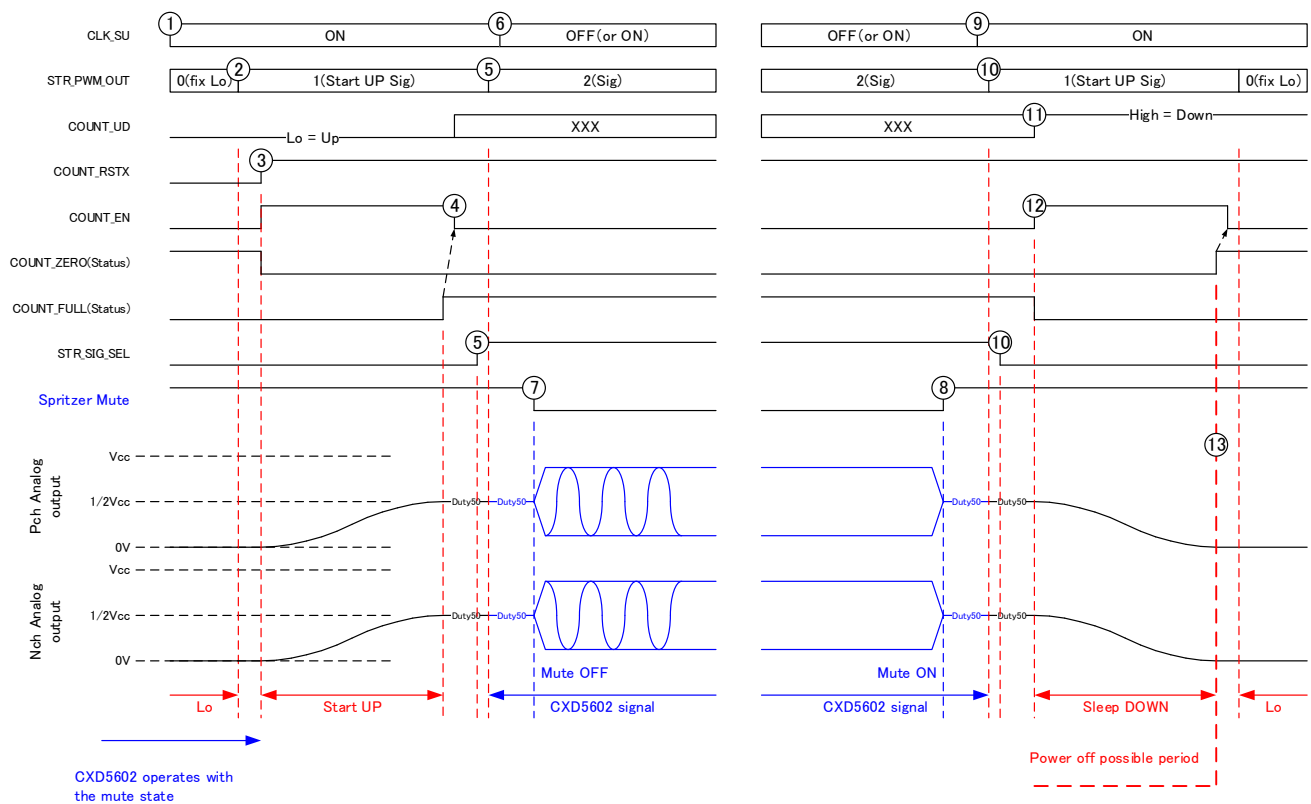 ① ⑥ ⑨
CLK_SU ON OFF(or ON) OFF(or ON) ON
② ⑤ ⑩
STR_PWM_OUT 0(fix Lo) 1(Start UP Sig) 2(Sig) 2(Sig) 1(Start UP Sig) 0(fix Lo)
COUNT_UD Lo = Up XXX XXX ⑪ High = Down
COUNT_RSTX ③
COUNT_EN ④ ⑫
COUNT_ZERO(Status)
COUNT_FULL(Status)
STR_SIG_SEL ⑤ ⑩
Spritzer Mute ⑦ ⑧
⑬
Pch Analog
output
Vcc
1/2Vcc Duty50 Duty50 Duty50 Duty50
0V
Nch Analog
output
Vcc
1/2Vcc Duty50 Duty50 Duty50 Duty50
0V
Mute OFF Mute ON
Lo Start UP CXD5602 signal CXD5602 signal Sleep DOWN Lo
Power off possible period
CXD5602 operates with
the mute state